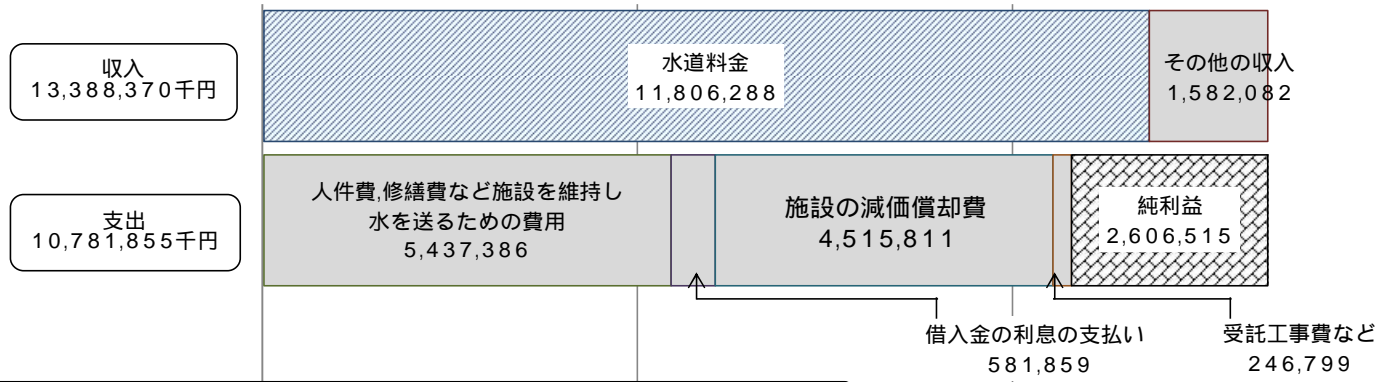 収入
13,388,370千円
水道料金
11,806,288
その他の収入
1,582,082
支出
10,781,855千円
人件費,修繕費など施設を維持し
水を送るための費用
5,437,386
施設の減価償却費
4,515,811
純利益
2,606,515
借入金の利息の支払い
581,859
受託工事費など
246,799